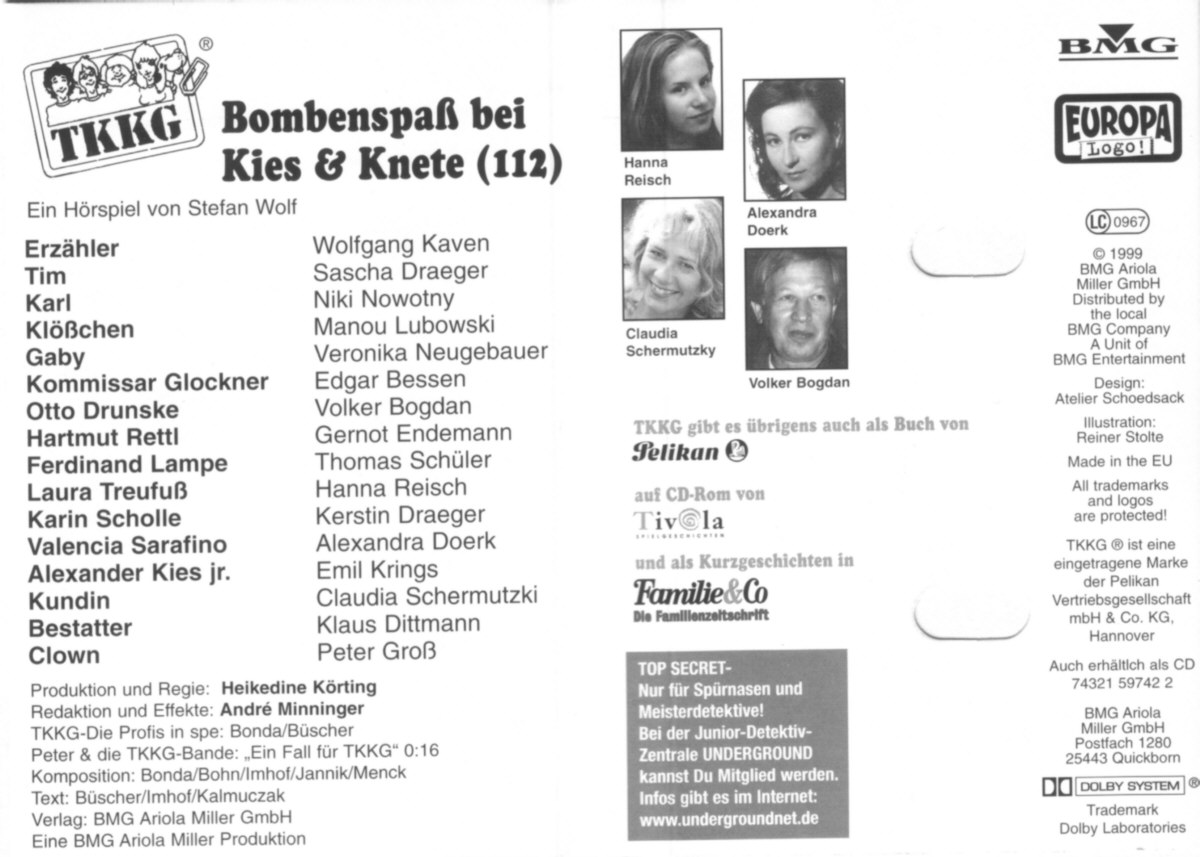 TKKG ®
Bombenspaß bei
Kies & Knete (112)
Ein Hörspiel von Stefan Wolf
Erzähler Wolfgang Kaven
Tim Sascha Draeger
Karl Niki Nowotny
Klößchen Manou Lubowski
Gaby Veronika Neugebauer
Kommissar Glockner Edgar Bessen
Otto Drunske Volker Bogdan
Hartmut Rettl Gernot Endemann
Ferdinand Lampe Thomas Schüler
Laura Treufuß Hanna Reisch
Karin Scholle Kerstin Draeger
Valencia Sarafino Alexandra Doerk
Alexander Kies jr. Emil Krings
Kundin Claudia Schermutzki
Bestatter Klaus Dittmann
Clown Peter Groß
Produktion und Regie: Heikedine Körting
Redaktion und Effekte: André Minninger
TKKG-Die Profis in spe: Bonda/Büscher
Peter & die TKKG-Bande: „Ein Fall für TKKG“ 0:16
Komposition: Bonda/Bohn/Imhof/Jannik/Menck
Text: Büscher/Imhof/Kalmuczak
Verlag: BMG Ariola Miller GmbH
Eine BMG Ariola Miller Produktion
Hanna
Reisch
Alexandra
Doerk
Claudia
Schermutzky
Volker Bogdan
TKKG gibt es übrigens auch als Buch von
Pelikan
auf CD-Rom von
Tivola
SPIELGESCHICHTEN
und als Kurzgeschichten in
Familie&Co
Die Familienzeitschrift
TOP SECRET-
Nur für Spürnasen und
Meisterdetektive!
Bei der Junior-Detektiv-
Zentrale UNDERGROUND
kannst Du Mitglied werden.
Infos gibt es im Internet:
www.undergroundnet.de
BMG
EUROPA
Logo!
LC 0967
© 1999
BMG Ariola
Miller GmbH
Distributed by
the local
BMG Company
A Unit of
BMG Entertainment
Design:
Atelier Schoedsack
Illustration:
Reiner Stolte
Made in the EU
All trademarks
and logos
are protected!
TKKG ® ist eine
eingetragene Marke
der Pelikan
Vertriebsgesellschaft
mbH & Co. KG,
Hannover
Auch erhältlch als CD
74321 59742 2
BMG Ariola
Miller GmbH
Postfach 1280
25443 Quickborn
DOLBY SYSTEM ®
Trademark
Dolby Laboratories